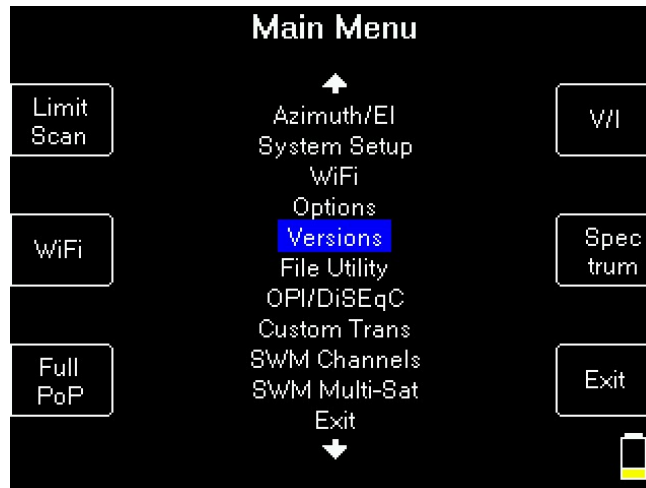 Main Menu
Limit
Scan
WiFi
Full
PoP
Azimuth/El
System Setup
WiFi
Options
Versions
File Utility
OPI/DiSEqC
Custom Trans
SWM Channels
SWM Multi-Sat
Exit
V/I
Spec
trum
Exit